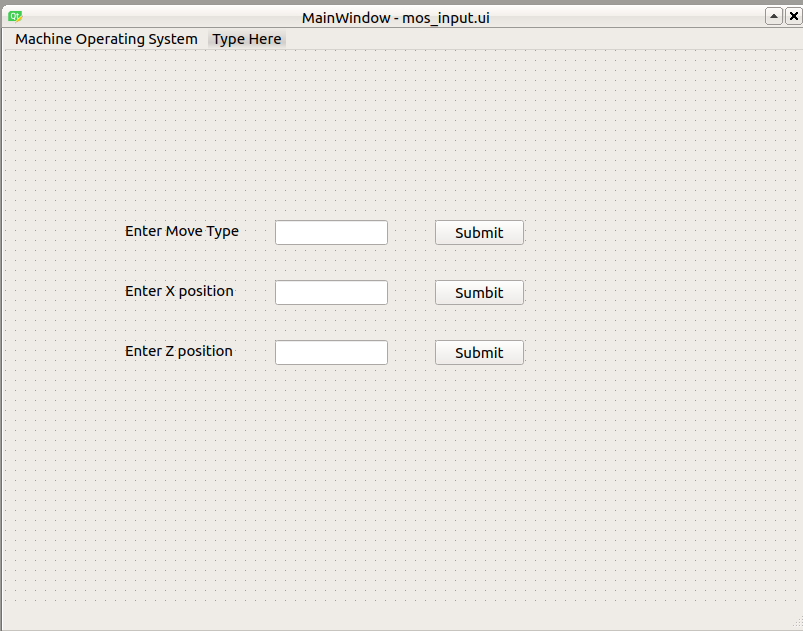 MainWindow - mos_input.ui
Machine Operating System Type Here
Enter Move Type Submit
Enter X position Sumbit
Enter Z position Submit